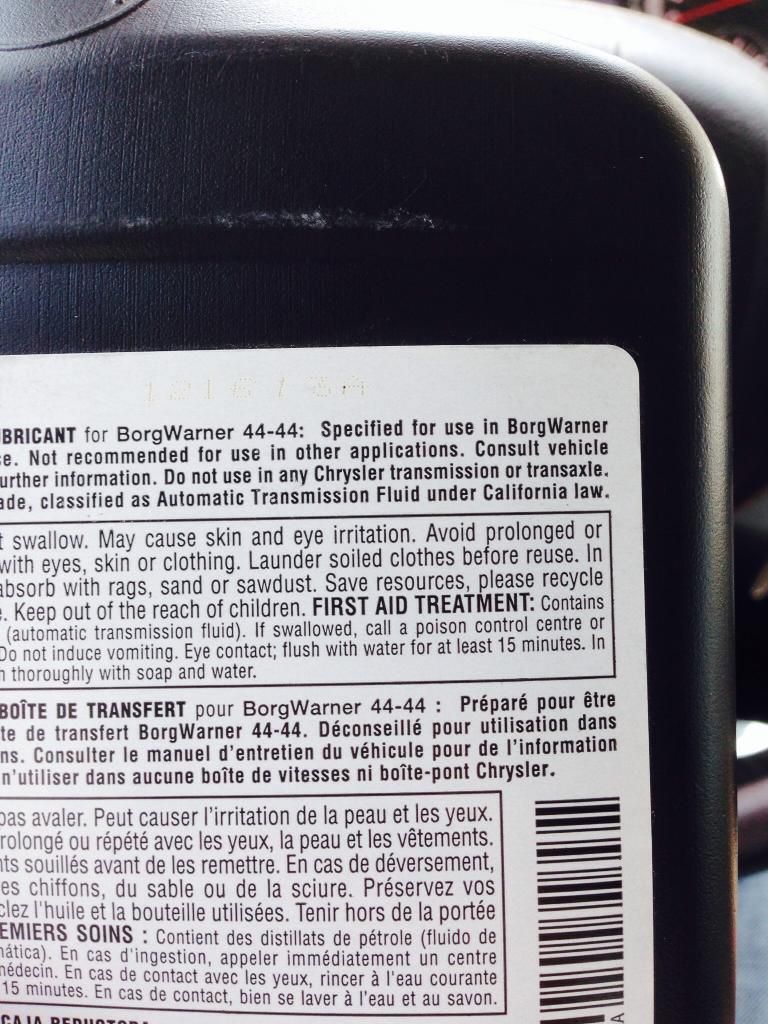 BRICANT for BorgWarner 44-44: Specified for use in BorgWarner
e. Not recommended for use in other applications. Consult vehicle
urther information. Do not use in any Chrysler transmission or transaxle.
ade, classified as Automatic Transmission Fluid under California law.
t swallow. May cause skin and eye irritation. Avoid prolonged or
with eyes, skin or clothing. Launder soiled clothes before reuse. In
absorb with rags, sand or sawdust. Save resources, please recycle
e. Keep out of the reach of children. FIRST AID TREATMENT: Contains
(automatic transmission fluid). If swallowed, call a poison control centre or
Do not induce vomiting. Eye contact; flush with water for at least 15 minutes. In
h thoroughly with soap and water.
BOÎTE DE TRANSFERT pour BorgWarner 44-44 : Préparé pour être
te de transfert BorgWarner 44-44. Déconseillé pour utilisation dans
ns. Consulter le manuel d'entretien du véhicule pour de l'information
n'utiliser dans aucune boîte de vitesses ni boîte-pont Chrysler.
pas avaler. Peut causer l'irritation de la peau et les yeux.
rolongé ou répété avec les yeux, la peau et les vêtements.
nts souillés avant de les remettre. En cas de déversement,
es chiffons, du sable ou de la sciure. Préservez vos
clez l'huile et la bouteille utilisées. Tenir hors de la portée
EMIERS SOINS : Contient des distillats de pétrole (fluido de
mática). En cas d'ingestion, appeler immédiatement un centre
médecin. En cas de contact avec les yeux, rincer à l'eau courante
15 minutes. En cas de contact, bien se laver à l'eau et au savon.
CAJA REDUCTORA
A